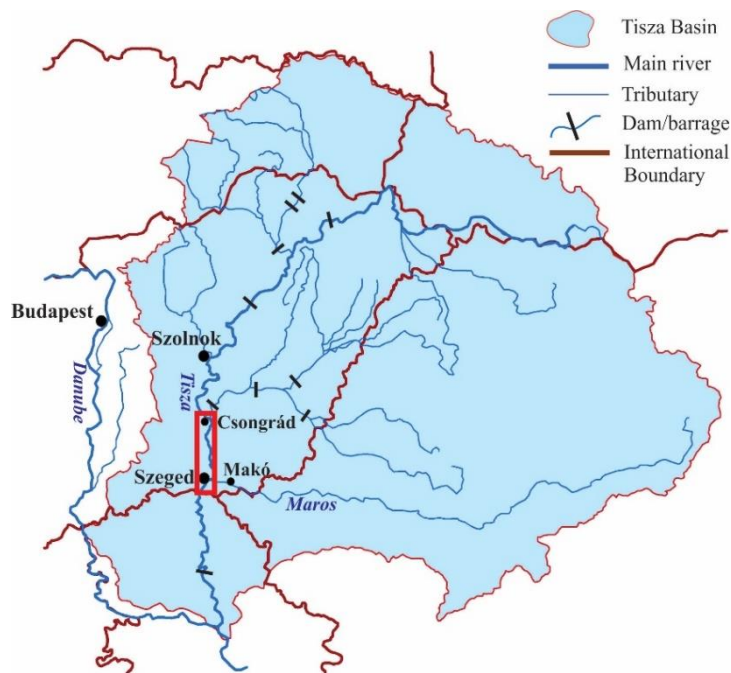 Tisza Basin
Main river
Tributary
Dam/barrage
International
Boundary
Budapest
Szolnok
Danube
Tisza
Csongrád
Szeged
Makó
Maros